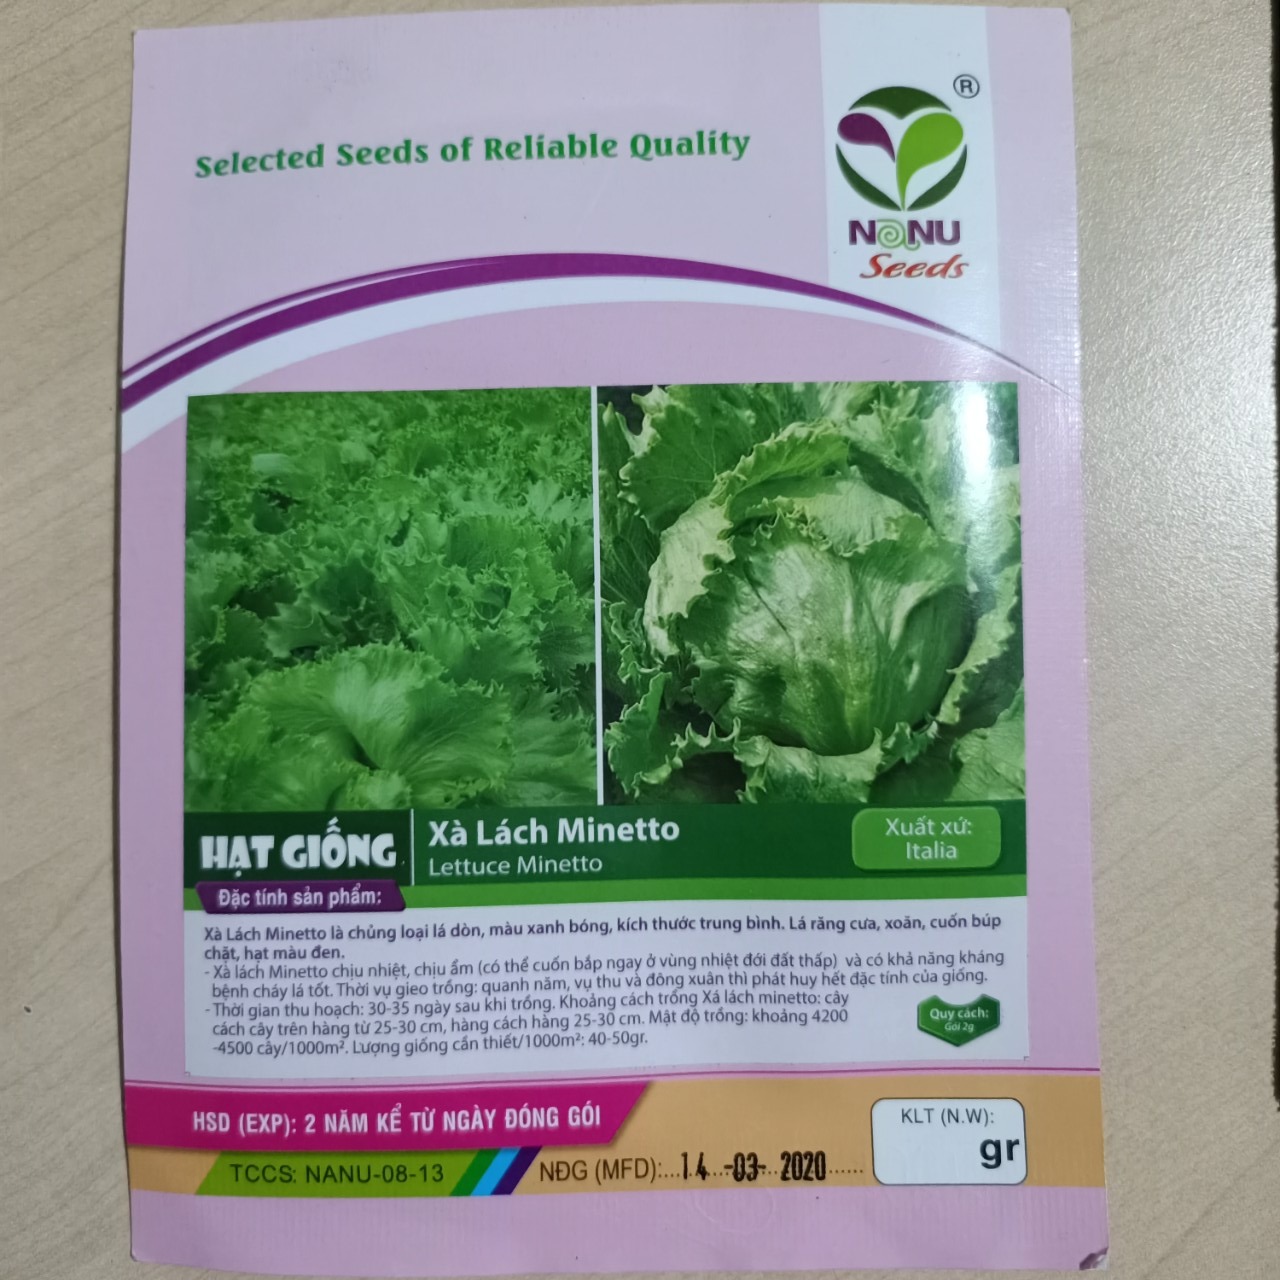 Selected Seeds of Reliable Quality
®
NANU
Seeds
HẠT GIỐNG
Xà Lách Minetto
Lettuce Minetto
Xuất xứ:
Italia
Đặc tính sản phẩm:
Xà Lách Minetto là chủng loại lá dòn, màu xanh bóng, kích thước trung bình. Lá răng cưa, xoăn, cuốn búp
chặt, hạt màu đen.
- Xà lách Minetto chịu nhiệt, chịu ẩm (có thể cuốn bắp ngay ở vùng nhiệt đới đất thấp) và có khả năng kháng
bệnh cháy lá tốt. Thời vụ gieo trồng: quanh năm, vụ thu và đông xuân thì phát huy hết đặc tính của giống.
- Thời gian thu hoạch: 30-35 ngày sau khi trồng. Khoảng cách trồng Xá lách minetto: cây
cách cây trên hàng từ 25-30 cm, hàng cách hàng 25-30 cm. Mật độ trồng: khoảng 4200
-4500 cây/1000m². Lượng giống cần thiết/1000m²: 40-50gr.
Quy cách:
Gói 2g
HSD (EXP): 2 NĂM KỂ TỪ NGÀY ĐÓNG GÓI
KLT (N.W):
gr
TCCS: NANU-08-13
NĐG (MFD):...14 -03- 2020......